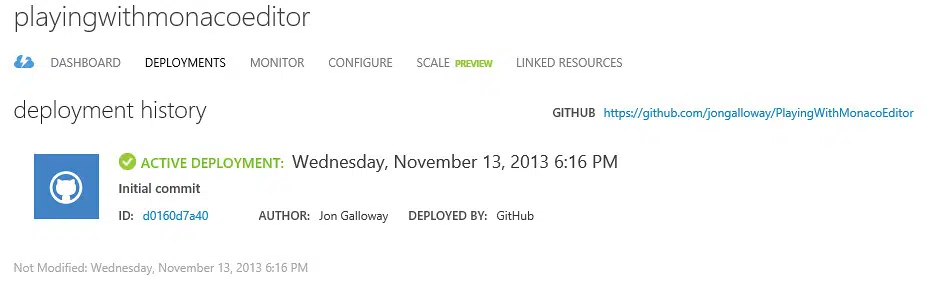 playingwithmonacoeditor
DASHBOARD DEPLOYMENTS MONITOR CONFIGURE SCALE PREVIEW LINKED RESOURCES
deployment history GITHUB https://github.com/jongalloway/PlayingWithMonacoEditor
ACTIVE DEPLOYMENT: Wednesday, November 13, 2013 6:16 PM
Initial commit
ID: d0160d7a40 AUTHOR: Jon Galloway DEPLOYED BY: GitHub
Not Modified: Wednesday, November 13, 2013 6:16 PM